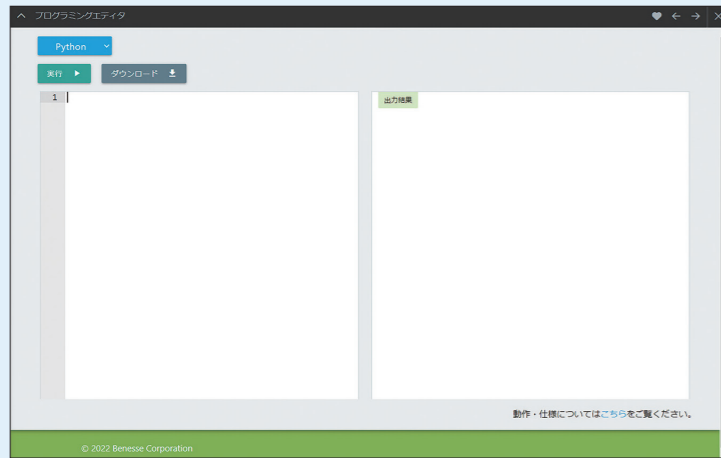 プログラミングエディタ
Python
実行
ダウンロード
1
出力結果
動作・仕様についてはこちらをご覧ください。
© 2022 Benesse Corporation